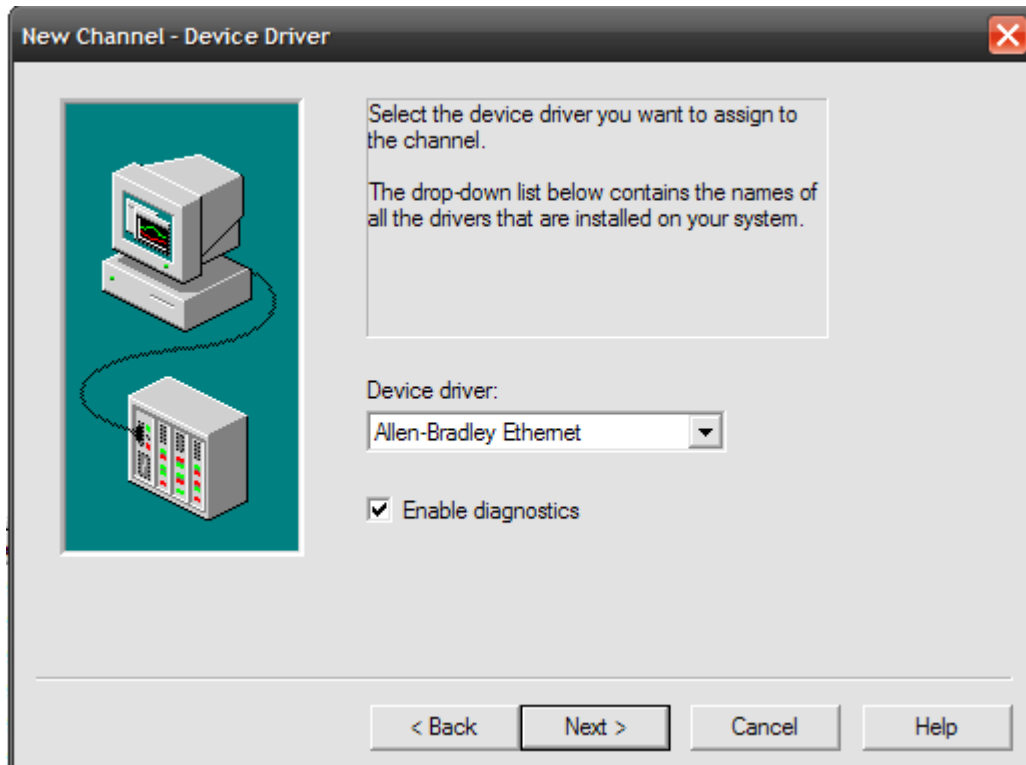 New Channel - Device Driver
Select the device driver you want to assign to
the channel.
The drop-down list below contains the names of
all the drivers that are installed on your system.
Device driver:
Allen-Bradley Ethernet
Enable diagnostics
< Back
Next >
Cancel
Help